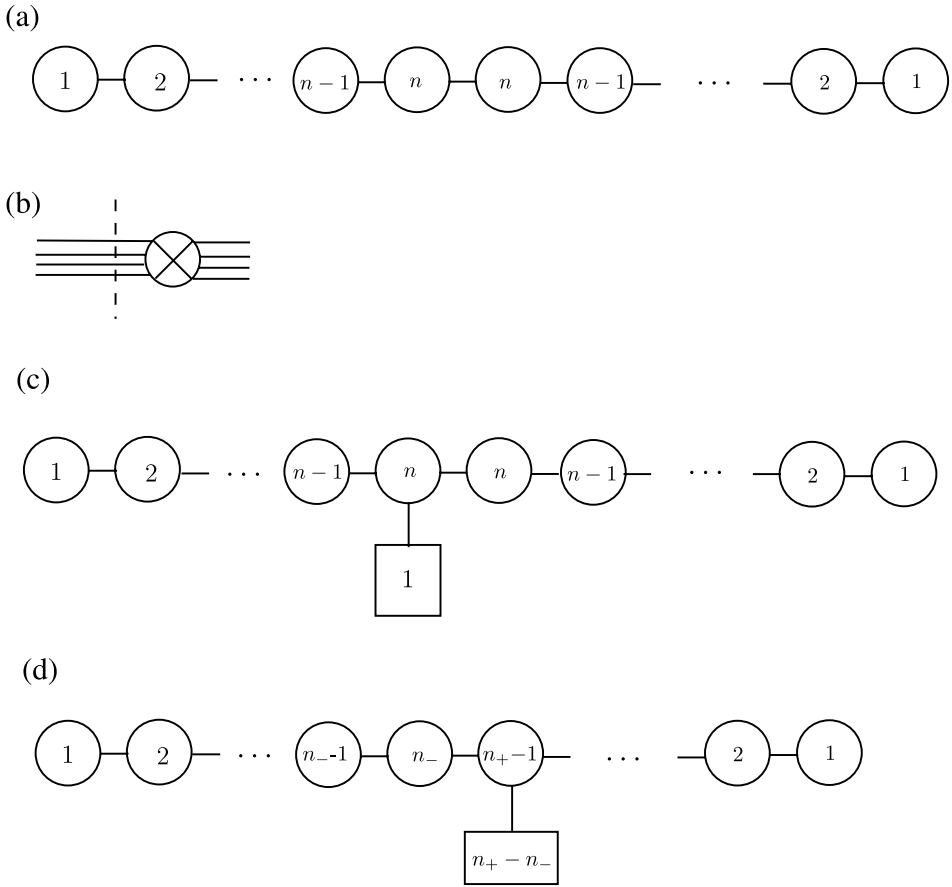 (a)
1 2 ··· n − 1 n n n − 1 ··· 2 1
(b)
(c)
1 2 ··· n − 1 n n n − 1 ··· 2 1
1
(d)
1 2 ··· n₋-1 n₋ n₊−1 ··· 2 1
n₊ − n₋